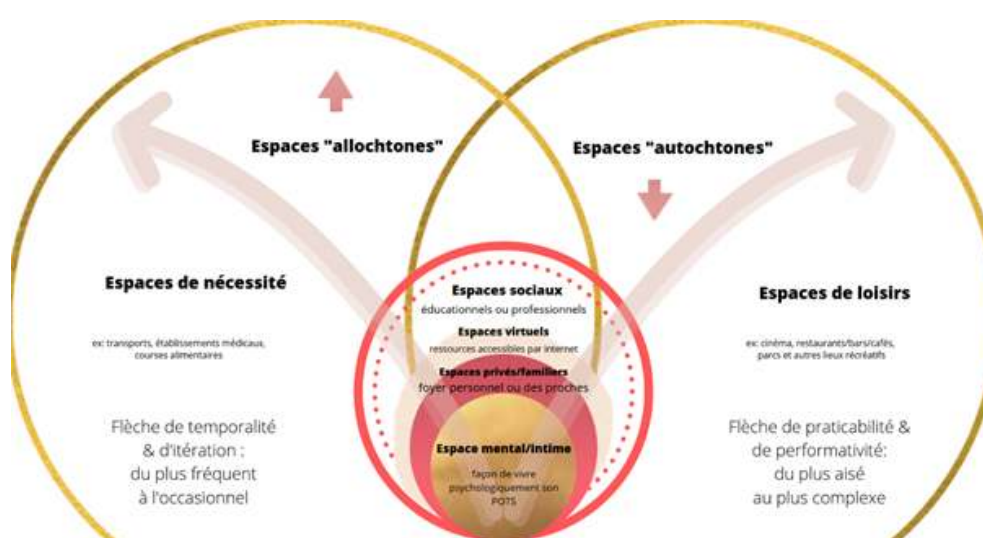 Espaces "allochtones"
Espaces "autochtones"
Espaces de nécessité
ex: transports, établissements médicaux,
courses alimentaires
Flèche de temporalité
& d'itération :
du plus fréquent
à l'occasionnel
Espaces sociaux
éducationnels ou professionnels
Espaces virtuels
ressources accessibles par internet
Espaces privés/familiers
foyer personnel ou des proches
Espace mental/intime
façon de vivre
psychologiquement son
POTS
Espaces de loisirs
ex: cinéma, restaurants/bars/cafés,
parcs et autres lieux récréatifs
Flèche de praticabilité &
de performativité:
du plus aisé
au plus complexe